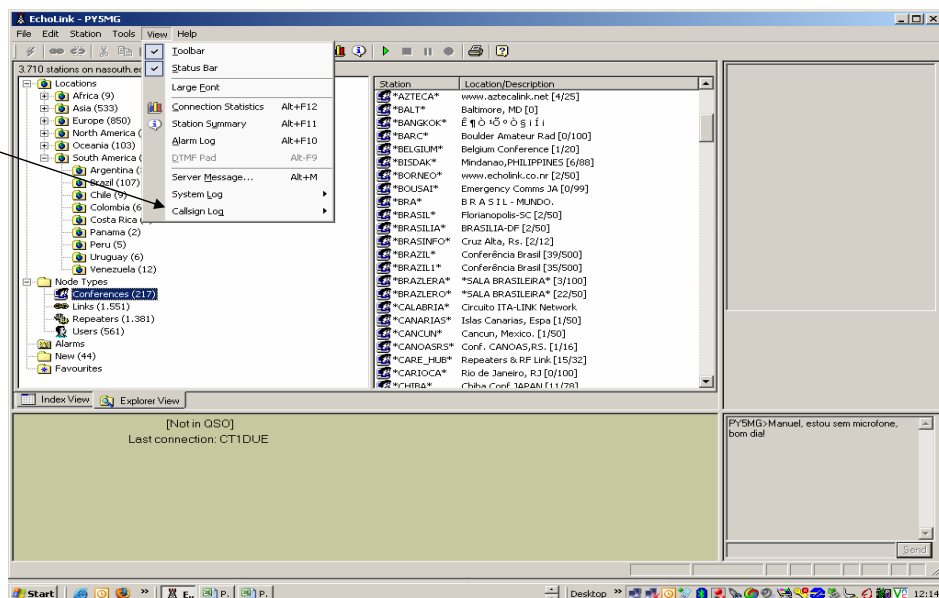 EchoLink - PY5MG
File Edit Station Tools View Help
3.710 stations on nasouth.ec
Toolbar
Status Bar
Large Font
Connection Statistics Alt+F12
Station Summary Alt+F11
Alarm Log Alt+F10
DTMF Pad Alt-F9
Server Message... Alt+M
System Log
Callsign Log
Locations
Africa (9)
Asia (533)
Europe (850)
North America (
Oceania (103)
South America (
Argentina (
Brazil (107)
Chile (9)
Colombia (6
Costa Rica
Panama (2)
Peru (5)
Uruguay (6)
Venezuela (12)
Node Types
Conferences (217)
Links (1.551)
Repeaters (1.381)
Users (561)
Alarms
New (44)
Favourites
Station Location/Description
*AZTECA* www.aztecalink.net [4/25]
*BALT* Baltimore, MD [0]
*BANGKOK*
*BARC* Boulder Amateur Rad [0/100]
*BELGIUM* Belgium Conference [1/20]
*BISDAK* Mindanao,PHILIPPINES [6/88]
*BORNEO* www.echolink.co.nr [2/50]
*BOUSAI* Emergency Comms JA [0/99]
*BRA* B R A S I L - MUNDO.
*BRASIL* Florianopolis-SC [2/50]
*BRASILIA* BRASILIA-DF [2/50]
*BRASINFO* Cruz Alta, Rs. [2/12]
*BRAZIL* Conferência Brasil [39/500]
*BRAZIL1* Conferência Brasil [35/500]
*BRAZLERA* *SALA BRASILEiRA* [3/100]
*BRAZLERO* *SALA BRASILEiRA* [22/50]
*CALABRIA* Circuito ITA-LINK Network
*CANARIAS* Islas Canarias, Espa [1/50]
*CANCUN* Cancun, Mexico. [1/50]
*CANOASRS* Conf. CANOAS,RS. [1/16]
*CARE_HUB* Repeaters & RF Link [15/32]
*CARIOCA* Rio de Janeiro, RJ [0/100]
*CHIBA* Chiba Conf JAPAN [11/78]
Index View Explorer View
[Not in QSO]
Last connection: CT1DUE
PY5MG>Manuel, estou sem microfone,
bom dia!
Send
Start E.. P. P. Desktop 12:14